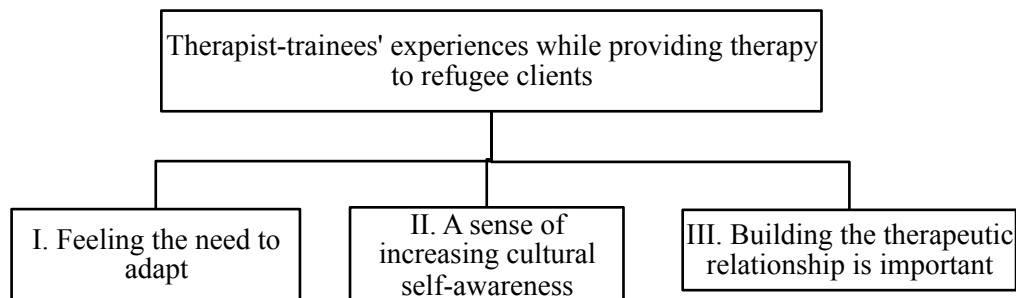 Therapist-trainees' experiences while providing therapy
to refugee clients
I. Feeling the need to
adapt
II. A sense of
increasing cultural
self-awareness
III. Building the therapeutic
relationship is important